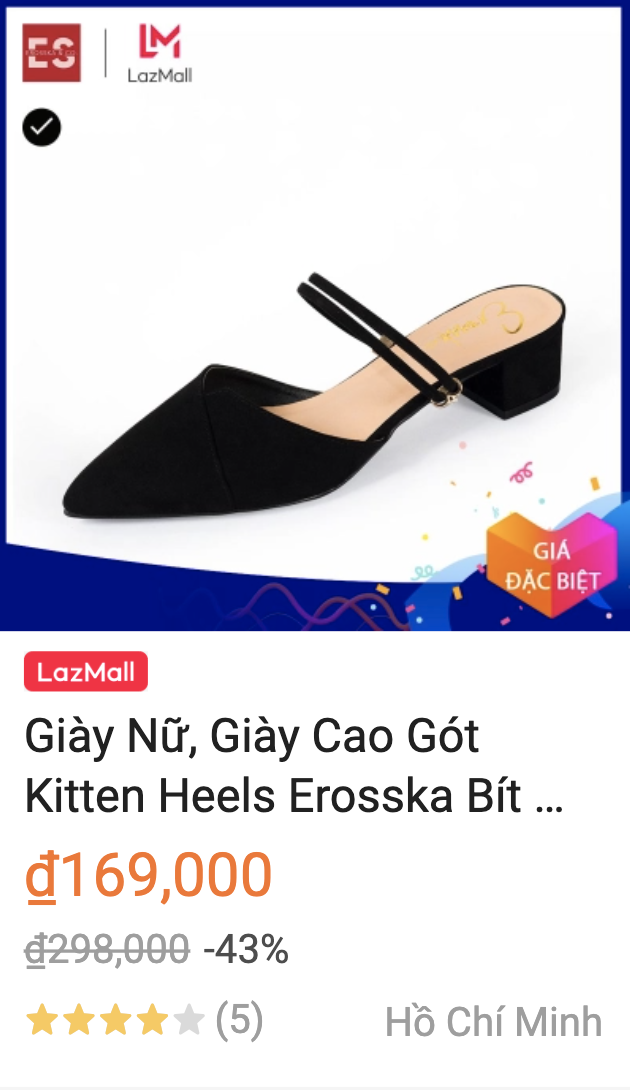 ES
LazMall
GIÁ
ĐẶC BIỆT
LazMall
Giày Nữ, Giày Cao Gót
Kitten Heels Erosska Bít ...
₫169,000
₫298,000 -43%
(5)
Hồ Chí Minh